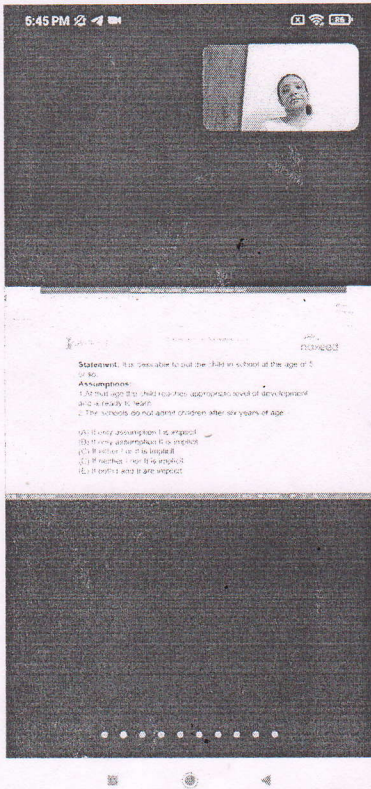 5:45 PM
86
noxeed
Statement: It is desirable to put the child in school at the age of 5
or so.
Assumptions:
1.At that age the child reaches appropriate level of development
and is ready to learn.
2.The schools do not admit children after six years of age.
(A) If only assumption I is implicit
(B) If only assumption II is implicit
(C) If either I or II is implicit
(D) If neither I nor II is implicit
(E) If both I and II are implicit